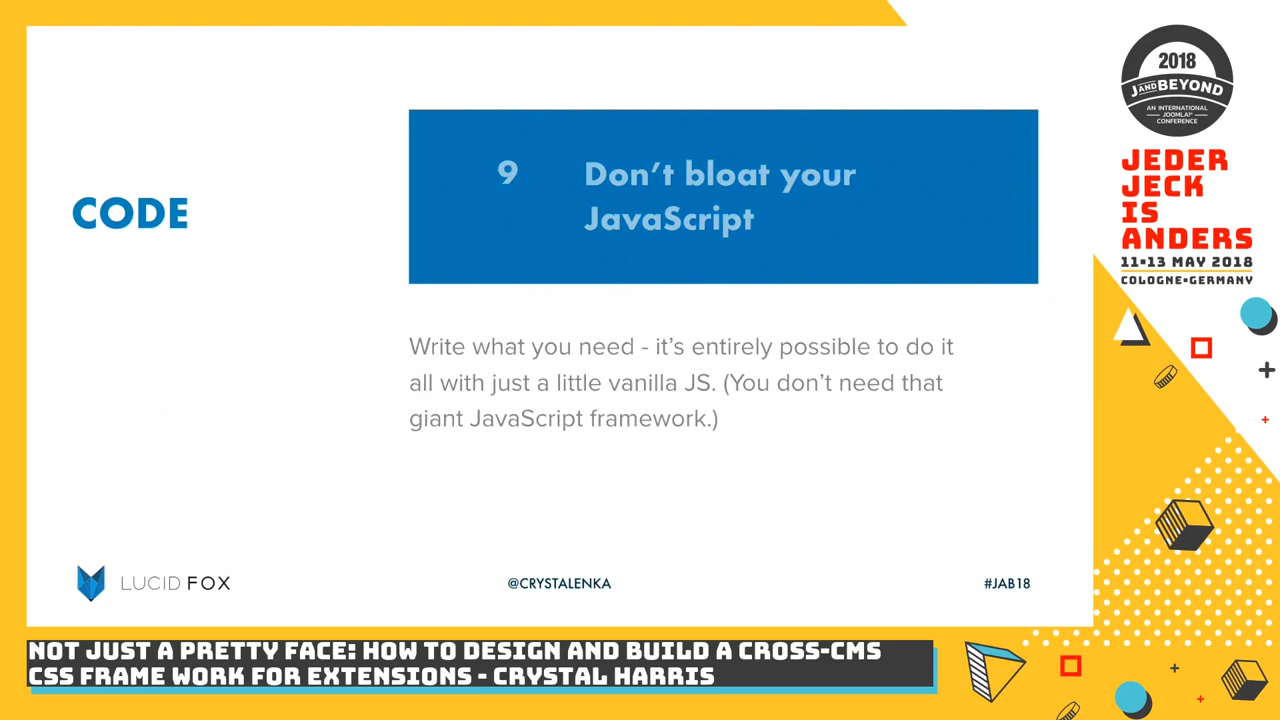 CODE
9
Don't bloat your
JavaScript
Write what you need - it's entirely possible to do it
all with just a little vanilla JS. (You don't need that
giant JavaScript framework.)
LUCID FOX
@CRYSTALENKA
#JAB18
2018
J AND BEYOND
AN INTERNATIONAL
JOOMLA!®
CONFERENCE
JEDER
JECK
IS
ANDERS
11-13 MAY 2018
COLOGNE•GERMANY
NOT JUST A PRETTY FACE: HOW TO DESIGN AND BUILD A CROSS-CMS
CSS FRAME WORK FOR EXTENSIONS - CRYSTAL HARRIS